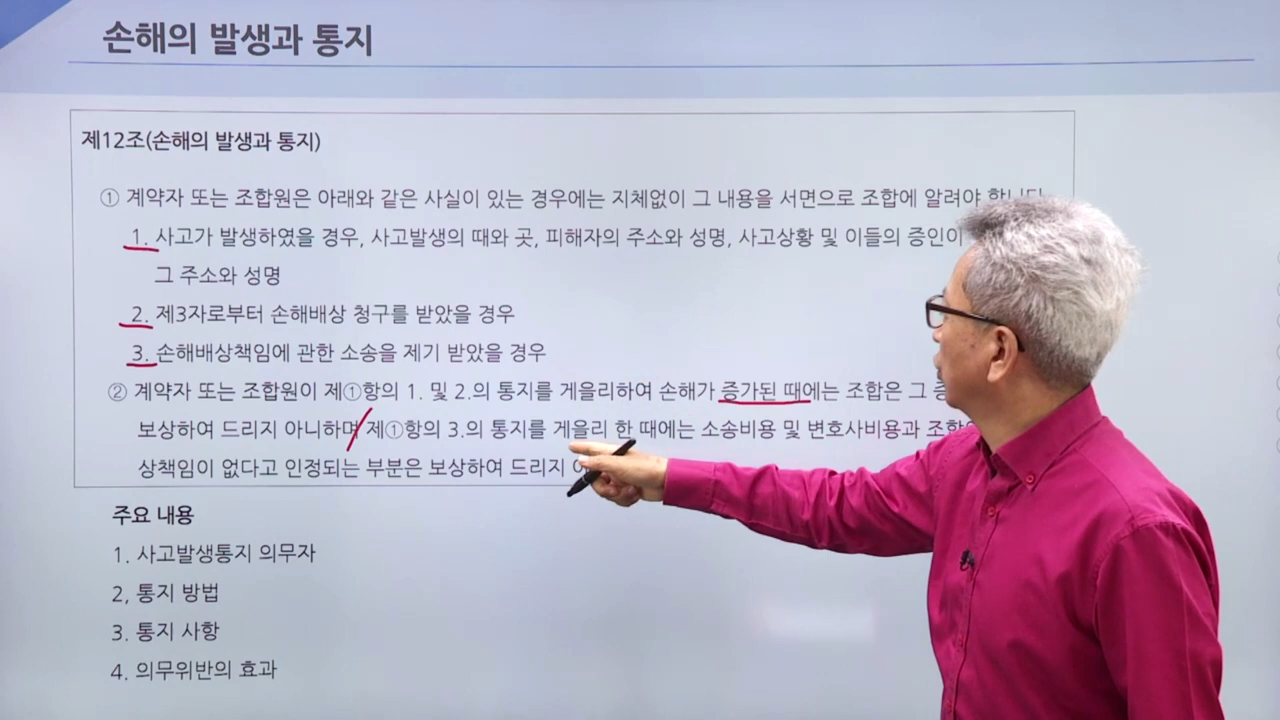 손해의 발생과 통지
제12조(손해의 발생과 통지)
① 계약자 또는 조합원은 아래와 같은 사실이 있는 경우에는 지체없이 그 내용을 서면으로 조합에 알려야 합니다
1. 사고가 발생하였을 경우, 사고발생의 때와 곳, 피해자의 주소와 성명, 사고상황 및 이들의 증인이
그 주소와 성명
2. 제3자로부터 손해배상 청구를 받았을 경우
3. 손해배상책임에 관한 소송을 제기 받았을 경우
② 계약자 또는 조합원이 제①항의 1. 및 2.의 통지를 게을리하여 손해가 증가된 때에는 조합은 그
보상하여 드리지 아니하며 제①항의 3.의 통지를 게을리 한 때에는 소송비용 및 변호사비용과
상책임이 없다고 인정되는 부분은 보상하여 드리지
주요 내용
1. 사고발생통지 의무자
2, 통지 방법
3. 통지 사항
4. 의무위반의 효과